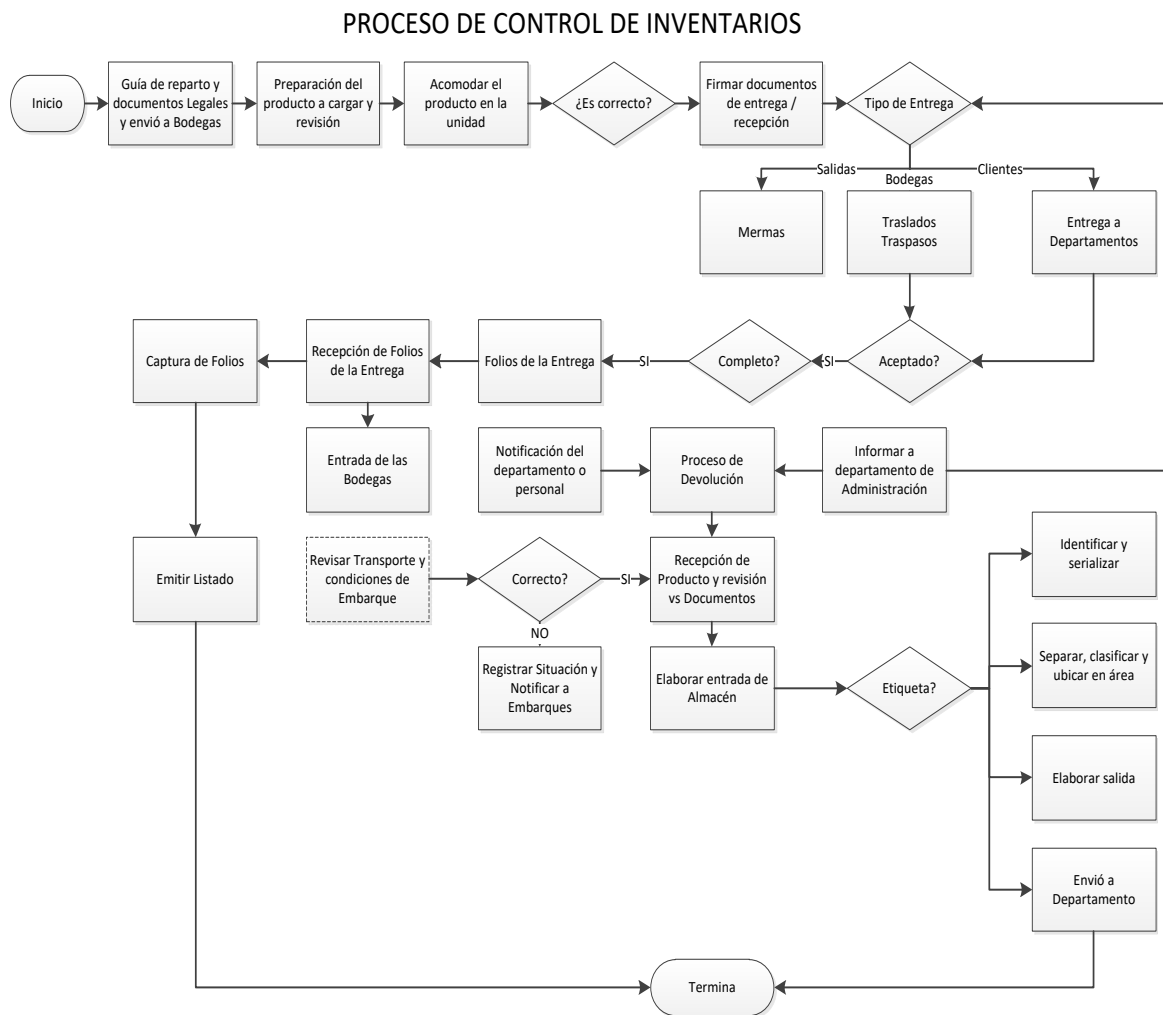 PROCESO DE CONTROL DE INVENTARIOS
Inicio
Guía de reparto y
documentos Legales
y envió a Bodegas
Preparación del
producto a cargar y
revisión
Acomodar el
producto en la
unidad
¿Es correcto?
Firmar documentos
de entrega /
recepción
Tipo de Entrega
Salidas
Bodegas
Clientes
Mermas
Traslados
Traspasos
Entrega a
Departamentos
Captura de Folios
Recepción de Folios
de la Entrega
Folios de la Entrega
SI
Completo?
SI
Aceptado?
Entrada de las
Bodegas
Notificación del
departamento o
personal
Proceso de
Devolución
Informar a
departamento de
Administración
Emitir Listado
Revisar Transporte y
condiciones de
Embarque
Correcto?
SI
Recepción de
Producto y revisión
vs Documentos
Identificar y
serializar
NO
Registrar Situación y
Notificar a
Embarques
Elaborar entrada de
Almacén
Etiqueta?
Separar, clasificar y
ubicar en área
Elaborar salida
Envió a
Departamento
Termina